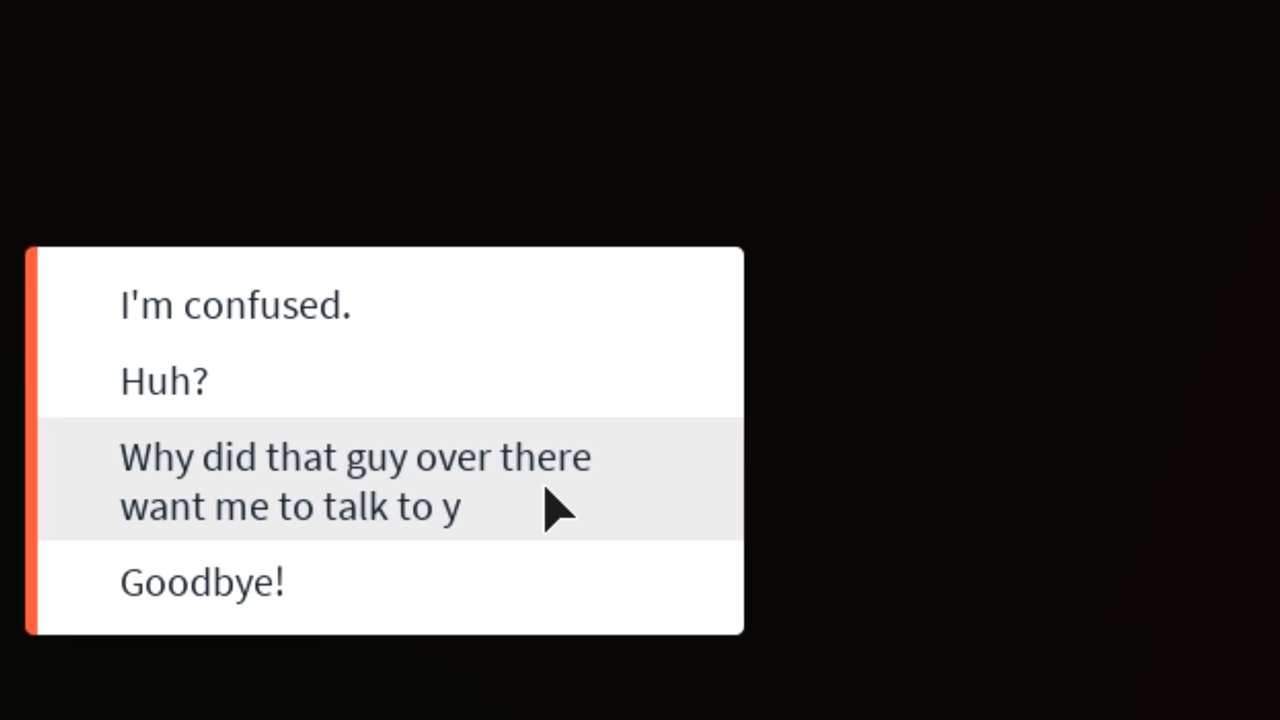 I'm confused.
Huh?
Why did that guy over there
want me to talk to y
Goodbye!